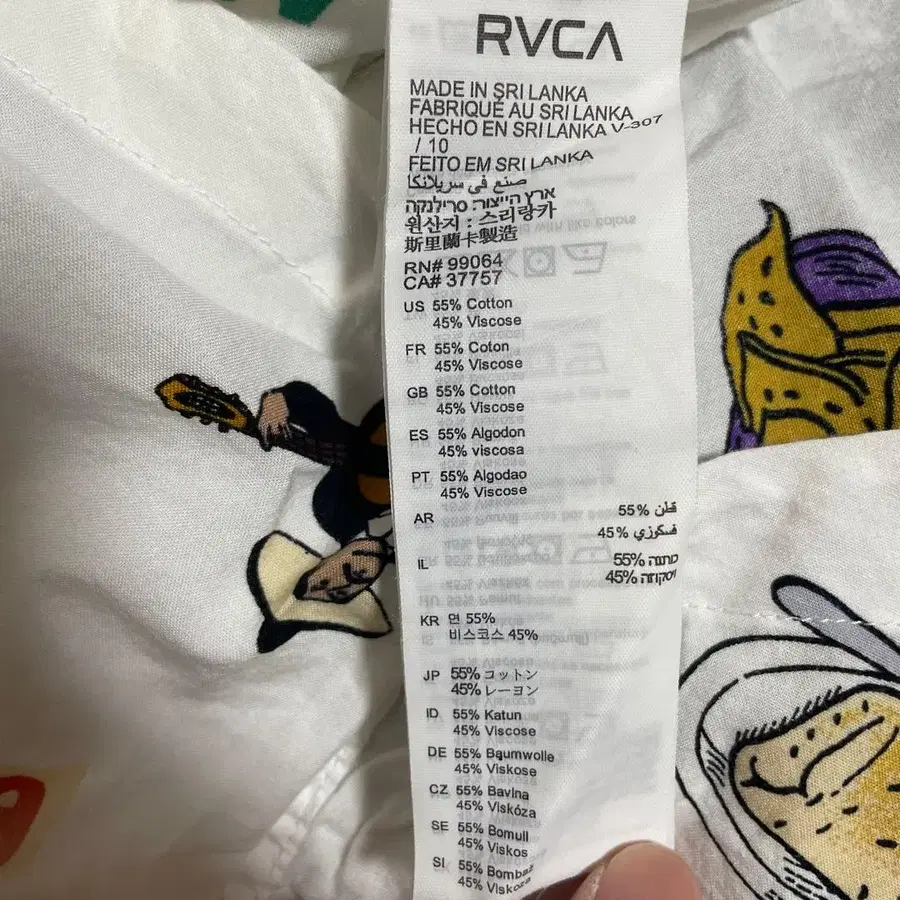 RVCA
MADE IN SRI LANKA
FABRIQUÉ AU SRI LANKA
HECHO EN SRI LANKA V-307
/ 10
FEITO EM SRI LANKA
صنع في سريلانكا
ארץ הייצור: סרילנקה
원산지 : 스리랑카
斯里蘭卡製造
RN# 99064
CA# 37757
US 55% Cotton
45% Viscose
FR 55% Coton
45% Viscose
GB 55% Cotton
45% Viscose
ES 55% Algodon
45% viscosa
PT 55% Algodao
45% Viscose
AR 55% قطن
45% فسكوزي
IL 55% כותנה
45% ויסקוזה
KR 면 55%
비스코스 45%
JP 55% コットン
45% レーヨン
ID 55% Katun
45% Viscose
DE 55% Baumwolle
45% Viskose
CZ 55% Bavlna
45% Viskóza
SE 55% Bomull
45% Viskos
SI 55% Bombaž
45% Viskoza